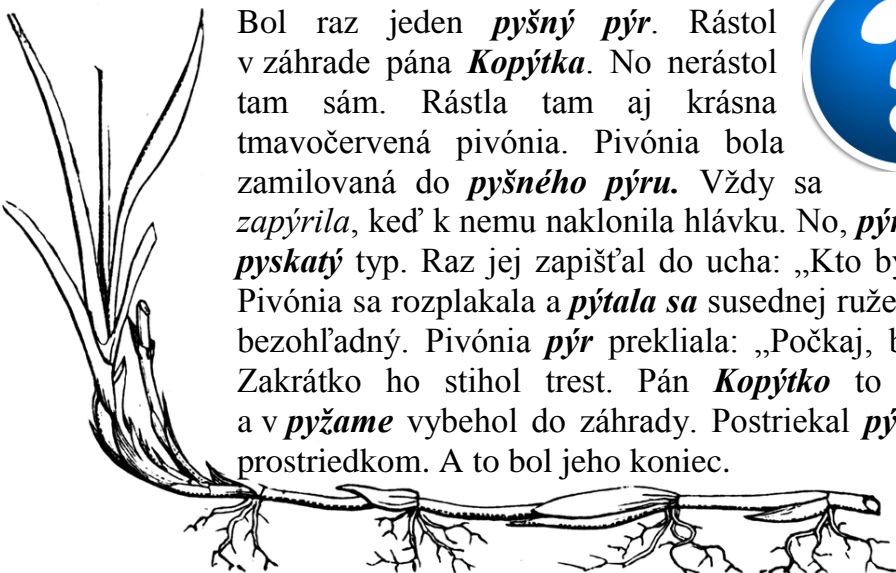 Bol raz jeden pyšný pýr. Rástol
v záhrade pána Kopýtka. No nerástol
tam sám. Rástla tam aj krásna
tmavočervená pivónia. Pivónia bola
zamilovaná do pyšného pýru. Vždy sa
zapýrila, keď k nemu naklonila hlávku. No, pýr
pyskatý typ. Raz jej zapišťal do ucha: „Kto by
Pivónia sa rozplakala a pýtala sa susednej ruže
bezohľadný. Pivónia pýr prekliala: „Počkaj,
Zakrátko ho stihol trest. Pán Kopýtko to
a v pyžame vybehol do záhrady. Postriekal
prostriedkom. A to bol jeho koniec.